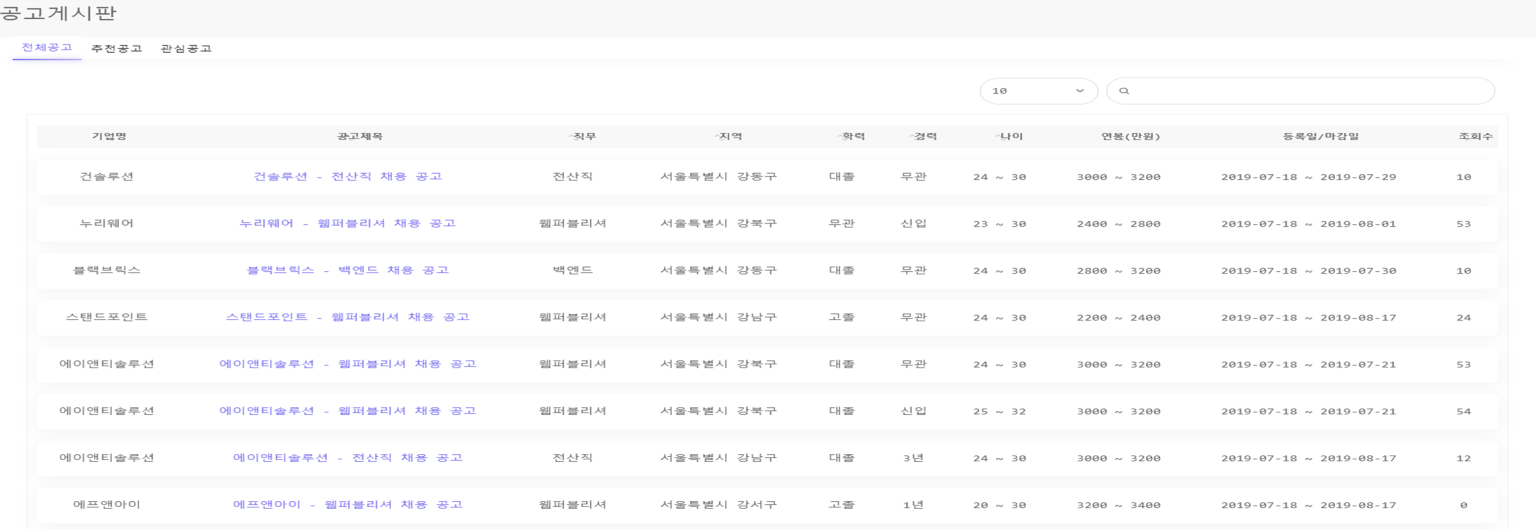 공고게시판
전체공고 추천공고 관심공고
10
기업명 공고제목 직무 지역 학력 경력 나이 연봉(만원) 등록일/마감일 조회수
건솔루션 건솔루션 - 전산직 채용 공고 전산직 서울특별시 강동구 대졸 무관 24 ~ 30 3000 ~ 3200 2019-07-18 ~ 2019-07-29 10
누리웨어 누리웨어 - 웹퍼블리셔 채용 공고 웹퍼블리셔 서울특별시 강북구 무관 신입 23 ~ 30 2400 ~ 2800 2019-07-18 ~ 2019-08-01 53
블랙브릭스 블랙브릭스 - 백엔드 채용 공고 백엔드 서울특별시 강동구 대졸 무관 24 ~ 30 2800 ~ 3200 2019-07-18 ~ 2019-07-30 10
스탠드포인트 스탠드포인트 - 웹퍼블리셔 채용 공고 웹퍼블리셔 서울특별시 강남구 고졸 무관 24 ~ 30 2200 ~ 2400 2019-07-18 ~ 2019-08-17 24
에이앤티솔루션 에이앤티솔루션 - 웹퍼블리셔 채용 공고 웹퍼블리셔 서울특별시 강북구 대졸 무관 24 ~ 30 3000 ~ 3200 2019-07-18 ~ 2019-07-21 53
에이앤티솔루션 에이앤티솔루션 - 웹퍼블리셔 채용 공고 웹퍼블리셔 서울특별시 강북구 대졸 신입 25 ~ 32 3000 ~ 3200 2019-07-18 ~ 2019-07-21 54
에이앤티솔루션 에이앤티솔루션 - 전산직 채용 공고 전산직 서울특별시 강남구 대졸 3년 24 ~ 30 3000 ~ 3200 2019-07-18 ~ 2019-08-17 12
에프앤아이 에프앤아이 - 웹퍼블리셔 채용 공고 웹퍼블리셔 서울특별시 강서구 고졸 1년 20 ~ 30 3200 ~ 3400 2019-07-18 ~ 2019-08-17 0